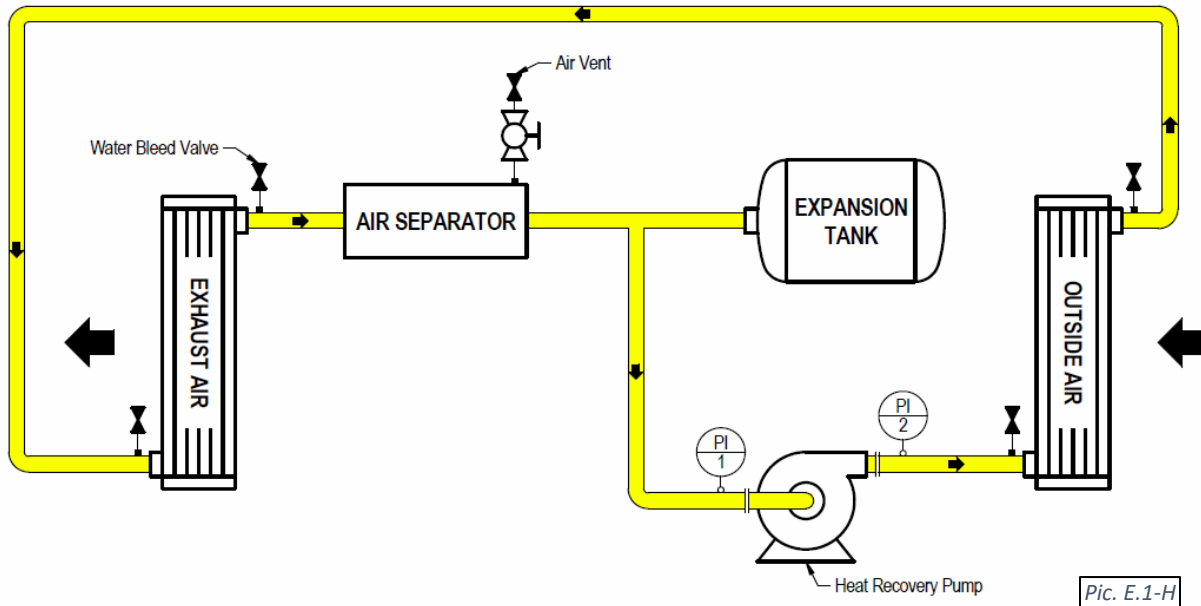 Air Vent
Water Bleed Valve
AIR SEPARATOR
EXPANSION
TANK
EXHAUST AIR
OUTSIDE AIR
PI
1
PI
2
Heat Recovery Pump
Pic. E.1-H